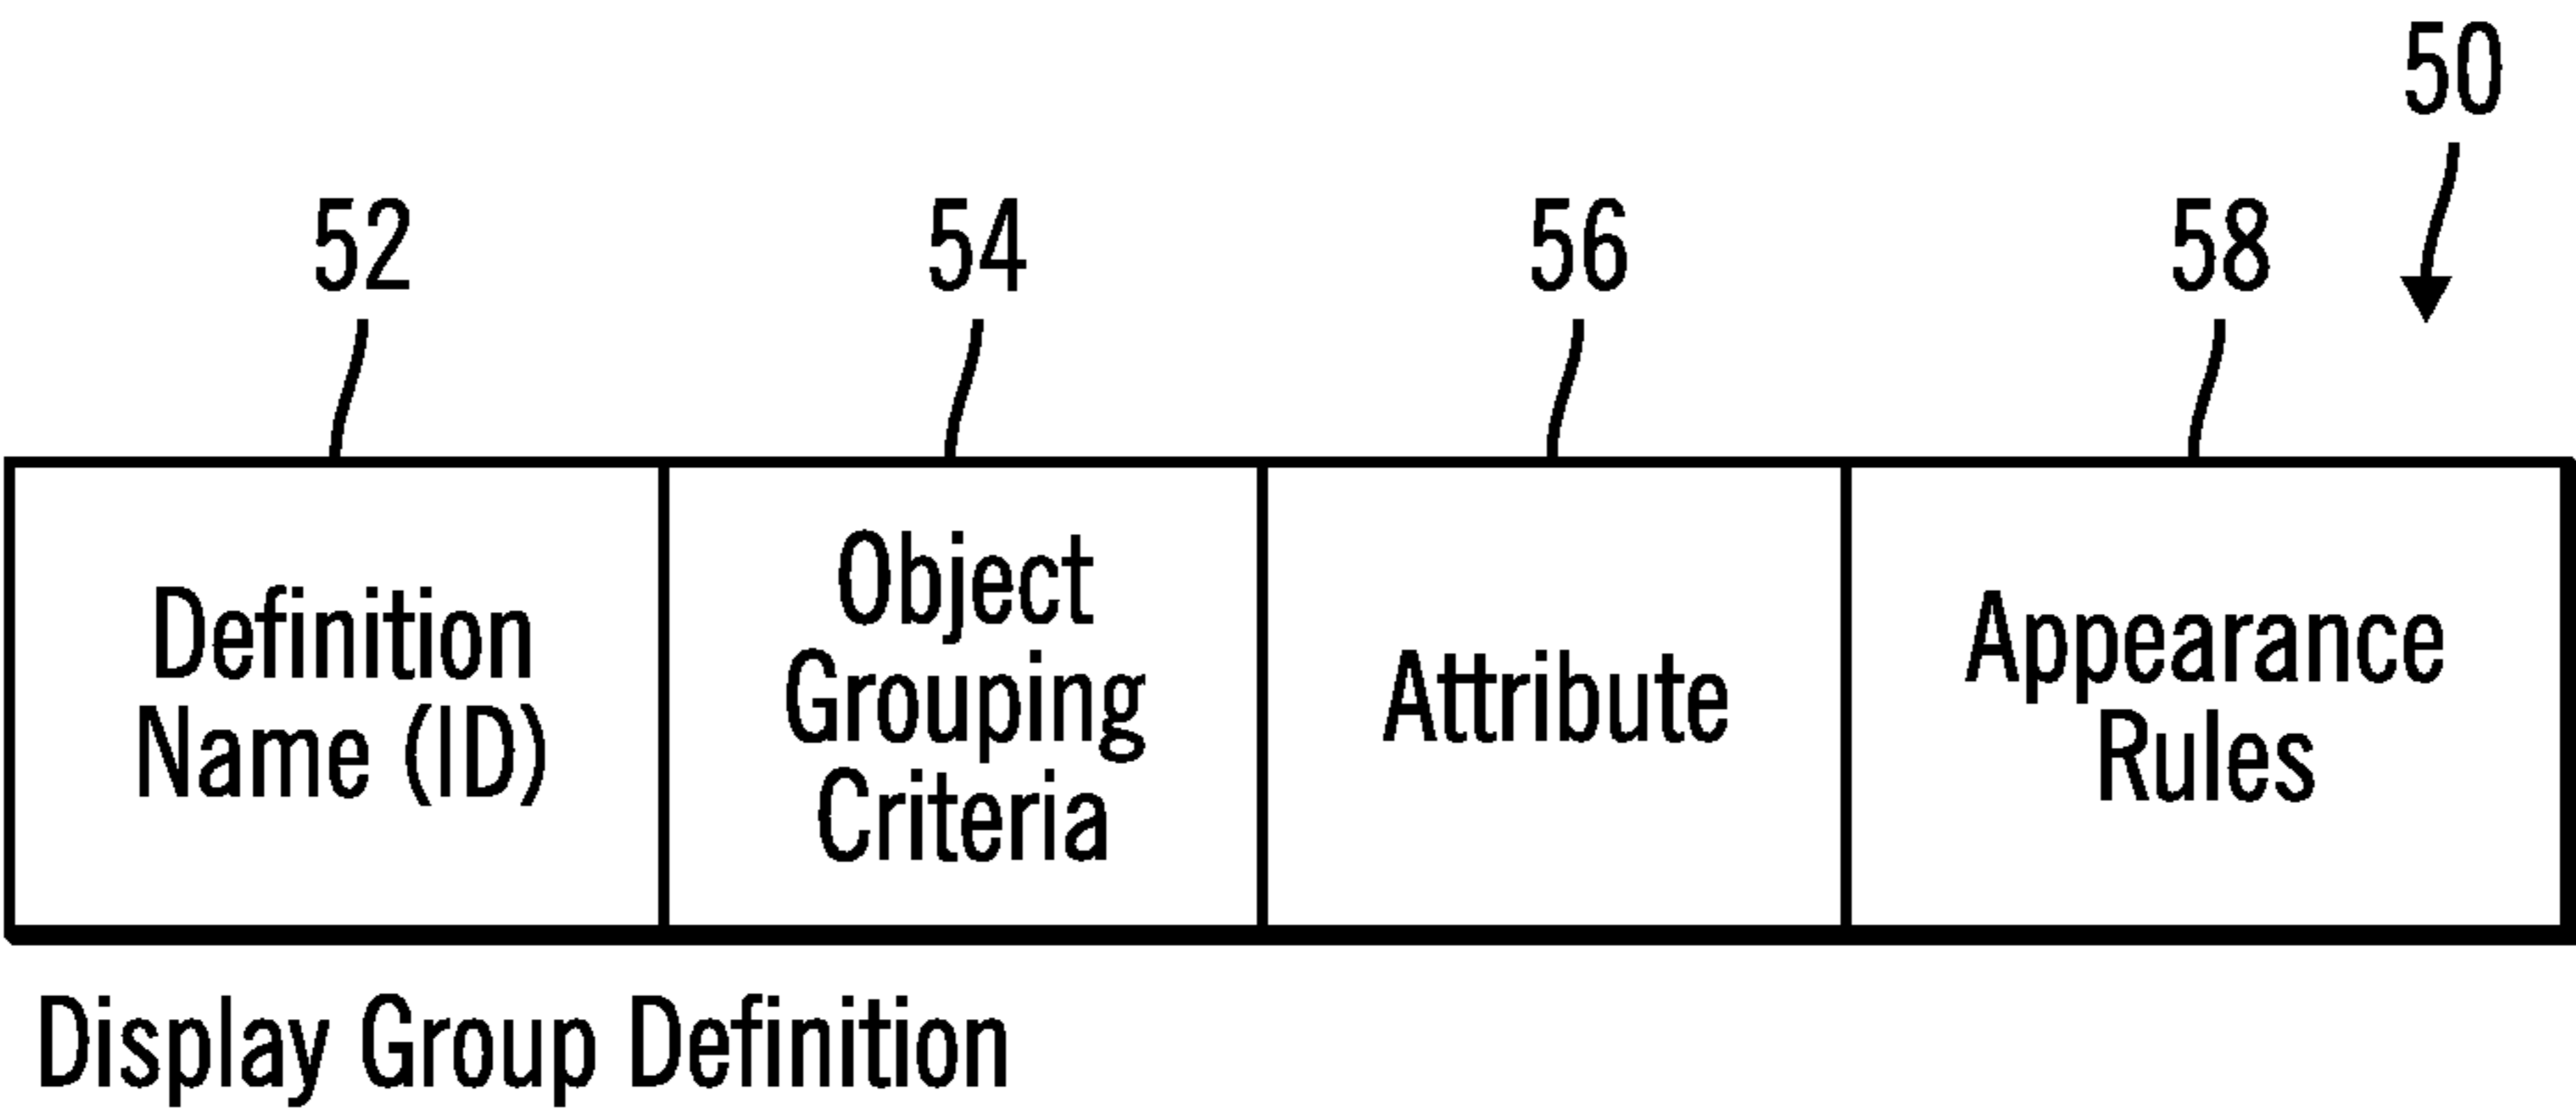 50
52
54
56
58
Definition
Name (ID)
Object
Grouping
Criteria
Attribute
Appearance
Rules
Display Group Definition